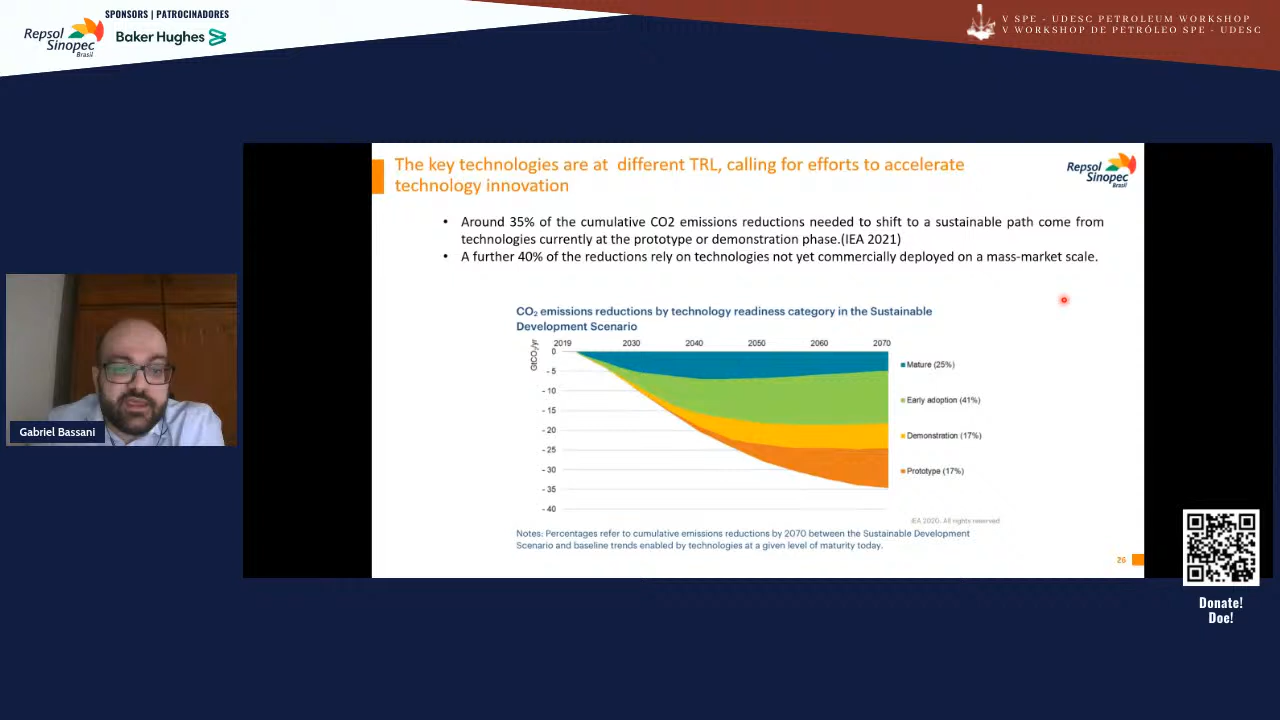 SPONSORS | PATROCINADORES
Repsol
Sinopec
Brasil
Baker Hughes
V SPE - UDESC PETROLEUM WORKSHOP
V WORKSHOP DE PETRÓLEO SPE - UDESC
The key technologies are at  different TRL, calling for efforts to accelerate
technology innovation
Repsol
Sinopec
Brasil
• Around 35% of the cumulative CO2 emissions reductions needed to shift to a sustainable path come from
technologies currently at the prototype or demonstration phase.(IEA 2021)
• A further 40% of the reductions rely on technologies not yet commercially deployed on a mass-market scale.
CO₂ emissions reductions by technology readiness category in the Sustainable
Development Scenario
GtCO₂/yr
2019 2030 2040 2050 2060 2070
0
- 5
- 10
- 15
- 20
- 25
- 30
- 35
- 40
Mature (25%)
Early adoption (41%)
Demonstration (17%)
Prototype (17%)
IEA 2020. All rights reserved
Notes: Percentages refer to cumulative emissions reductions by 2070 between the Sustainable Development
Scenario and baseline trends enabled by technologies at a given level of maturity today.
26
Gabriel Bassani
Donate!
Doe!